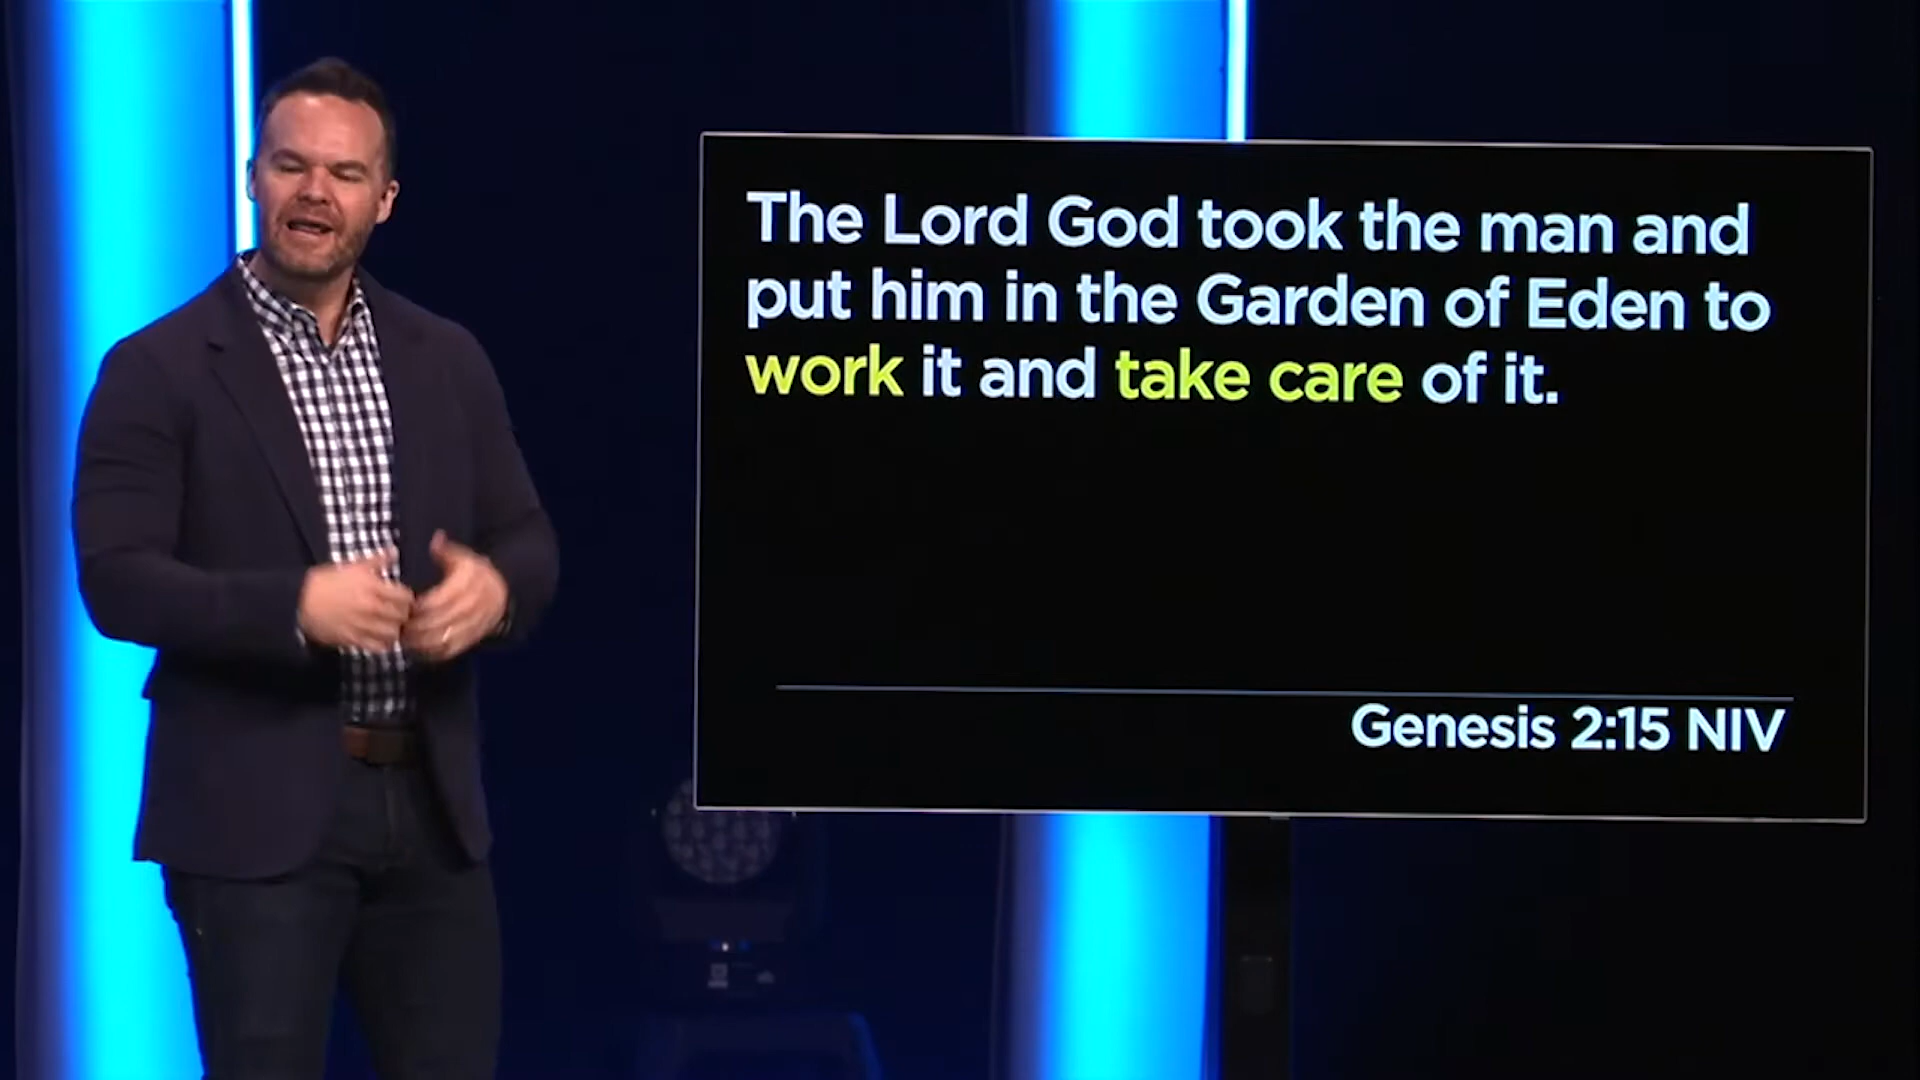 The Lord God took the man and
put him in the Garden of Eden to
work it and take care of it.
Genesis 2:15 NIV